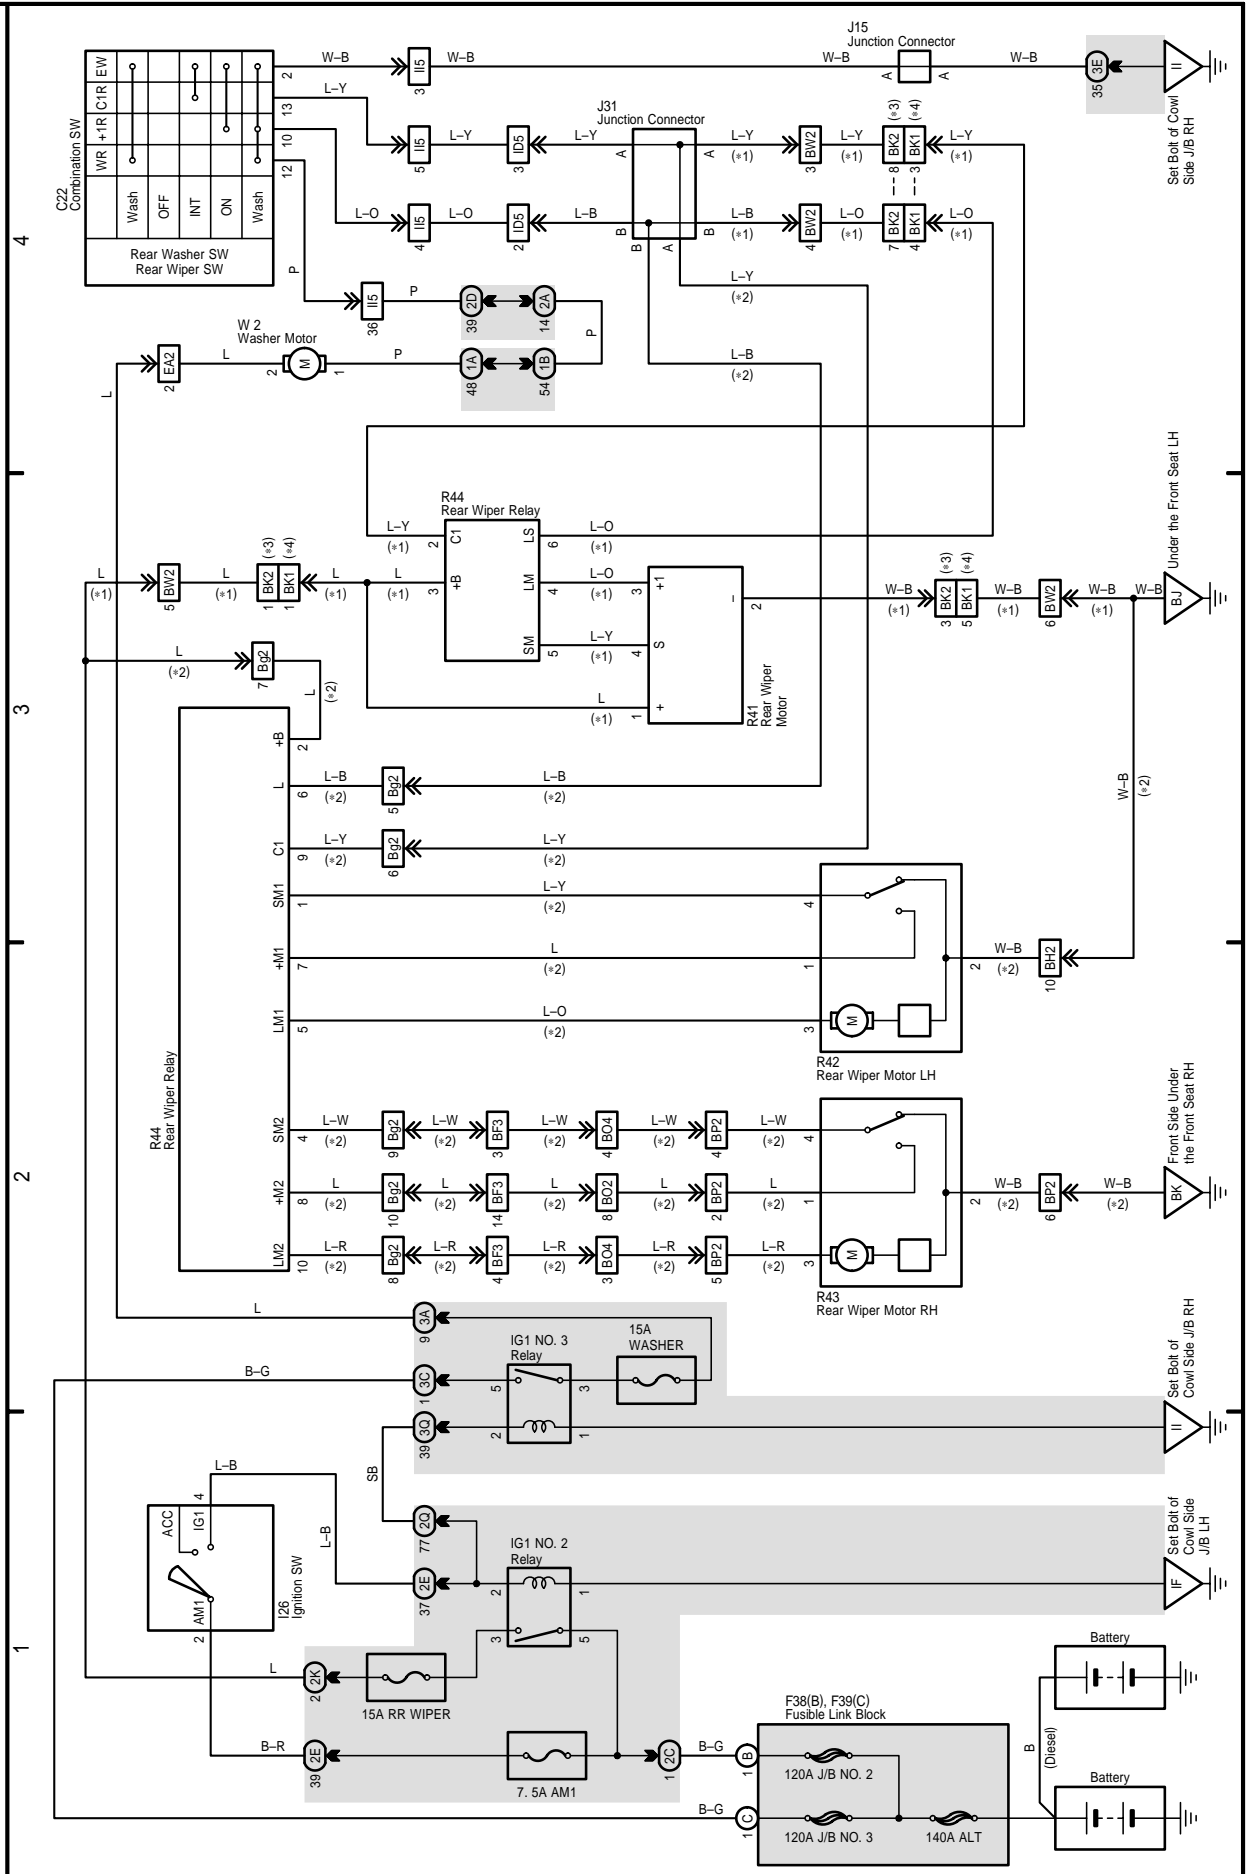 J15
Junction Connector
W–B
W–B
W–B
W–B
II5
3
A
A
3E
35
II
Set Bolt of Cowl
Side J/B RH
C22
Combination SW
WR
+1R
C1R
EW
Wash
OFF
INT
ON
Wash
Rear Washer SW
Rear Wiper SW
2
13
10
12
L–Y
J31
Junction Connector
II5
5
L–Y
ID5
3
L–Y
A
A
L–Y
(*1)
BW2
3
L–Y
(*1)
BK2
BK1
(*3)
(*4)
8
3
L–Y
(*1)
L–O
II5
4
L–O
ID5
2
L–B
B
B
B
A
L–B
(*1)
BW2
4
L–O
(*1)
BK2
BK1
7
4
L–O
(*1)
P
L–Y
(*2)
II5
36
P
2D
39
2A
14
P
W 2
Washer Motor
EA2
2
L
2
M
1
P
1A
48
1B
54
L–B
(*2)
L
4
R44
Rear Wiper Relay
L–Y
(*1)
2
C1
LS
6
L–O
(*1)
L
(*1)
BW2
5
L
(*1)
BK2
BK1
(*3)
(*4)
1
1
L
(*1)
L
(*1)
3
+B
LM
4
L–O
(*1)
3
+1
SM
5
L–Y
(*1)
4
S
–
2
L
(*1)
1
+
R41
Rear Wiper
Motor
W–B
(*1)
BK2
BK1
(*3)
(*4)
3
5
W–B
(*1)
BW2
6
W–B
(*1)
W–B
BJ
Under the Front Seat LH
L
(*2)
Bg2
7
L
(*2)
3
+B
2
L
6
L–B
(*2)
Bg2
5
L–B
(*2)
C1
9
L–Y
(*2)
Bg2
6
L–Y
(*2)
W–B
(*2)
SM1
1
L–Y
(*2)
4
+M1
7
L
(*2)
1
2
W–B
(*2)
BH2
10
LM1
5
L–O
(*2)
3
M
R42
Rear Wiper Motor LH
R44
Rear Wiper Relay
SM2
4
L–W
(*2)
Bg2
9
L–W
(*2)
BF3
3
L–W
(*2)
BO4
4
L–W
(*2)
BP2
4
L–W
(*2)
4
2
+M2
8
L
(*2)
Bg2
10
L
(*2)
BF3
14
L
(*2)
BO2
8
L
(*2)
BP2
2
L
(*2)
1
2
W–B
(*2)
BP2
6
W–B
(*2)
BK
Front Side Under
the Front Seat RH
LM2
10
L–R
(*2)
Bg2
8
L–R
(*2)
BF3
4
L–R
(*2)
BO4
3
L–R
(*2)
BP2
5
L–R
(*2)
3
M
R43
Rear Wiper Motor RH
L
3A
9
IG1 NO. 3
Relay
15A
WASHER
B–G
3C
1
5
3
3Q
39
2
1
II
Set Bolt of
Cowl Side J/B RH
SB
L–B
ACC
IG1
4
AM1
2
I26
Ignition SW
L–B
2Q
77
IG1 NO. 2
Relay
2E
37
2
1
IF
Set Bolt of
Cowl Side
J/B LH
1
3
5
L
2K
2
15A RR WIPER
B–R
2E
39
7. 5A AM1
2C
1
B–G
B
1
F38(B), F39(C)
Fusible Link Block
120A J/B NO. 2
B–G
C
1
120A J/B NO. 3
140A ALT
B
(Diesel)
Battery
Battery